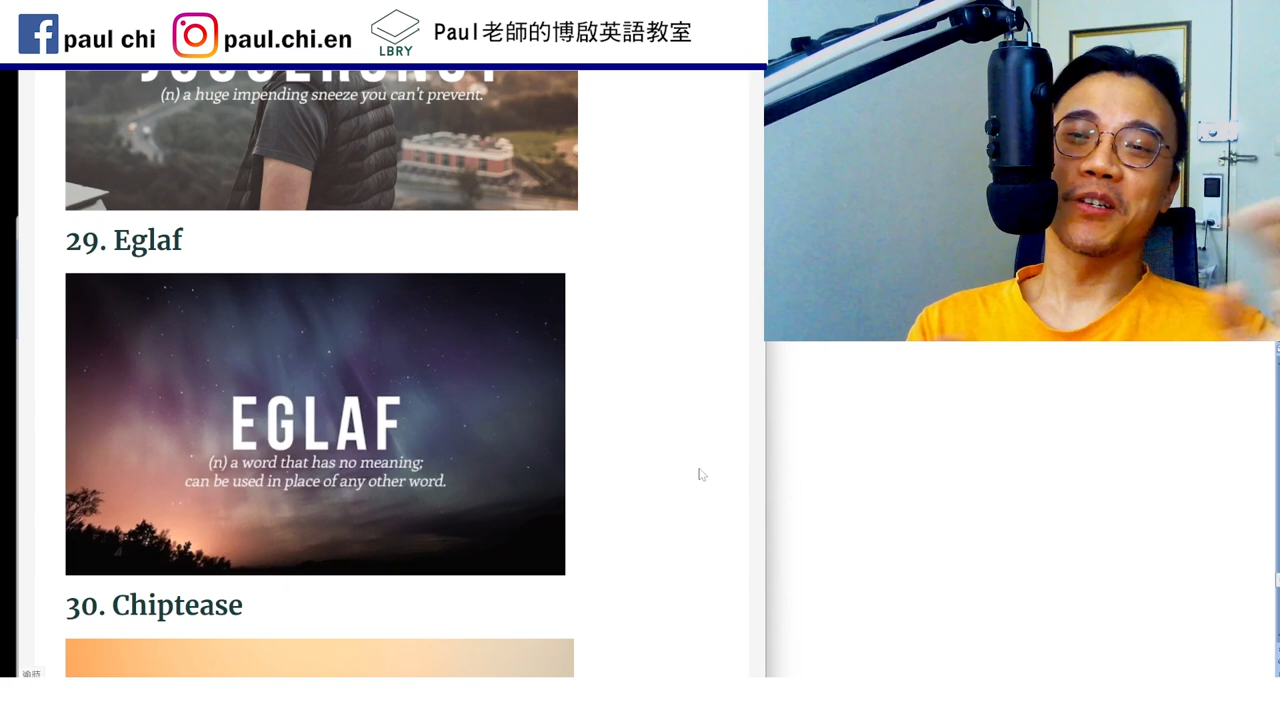 paul chi
paul.chi.en
LBRY
Paul老師的博啟英語教室
(n) a huge impending sneeze you can't prevent.
29. Eglaf
EGLAF
(n) a word that has no meaning;
can be used in place of any other word.
30. Chiptease